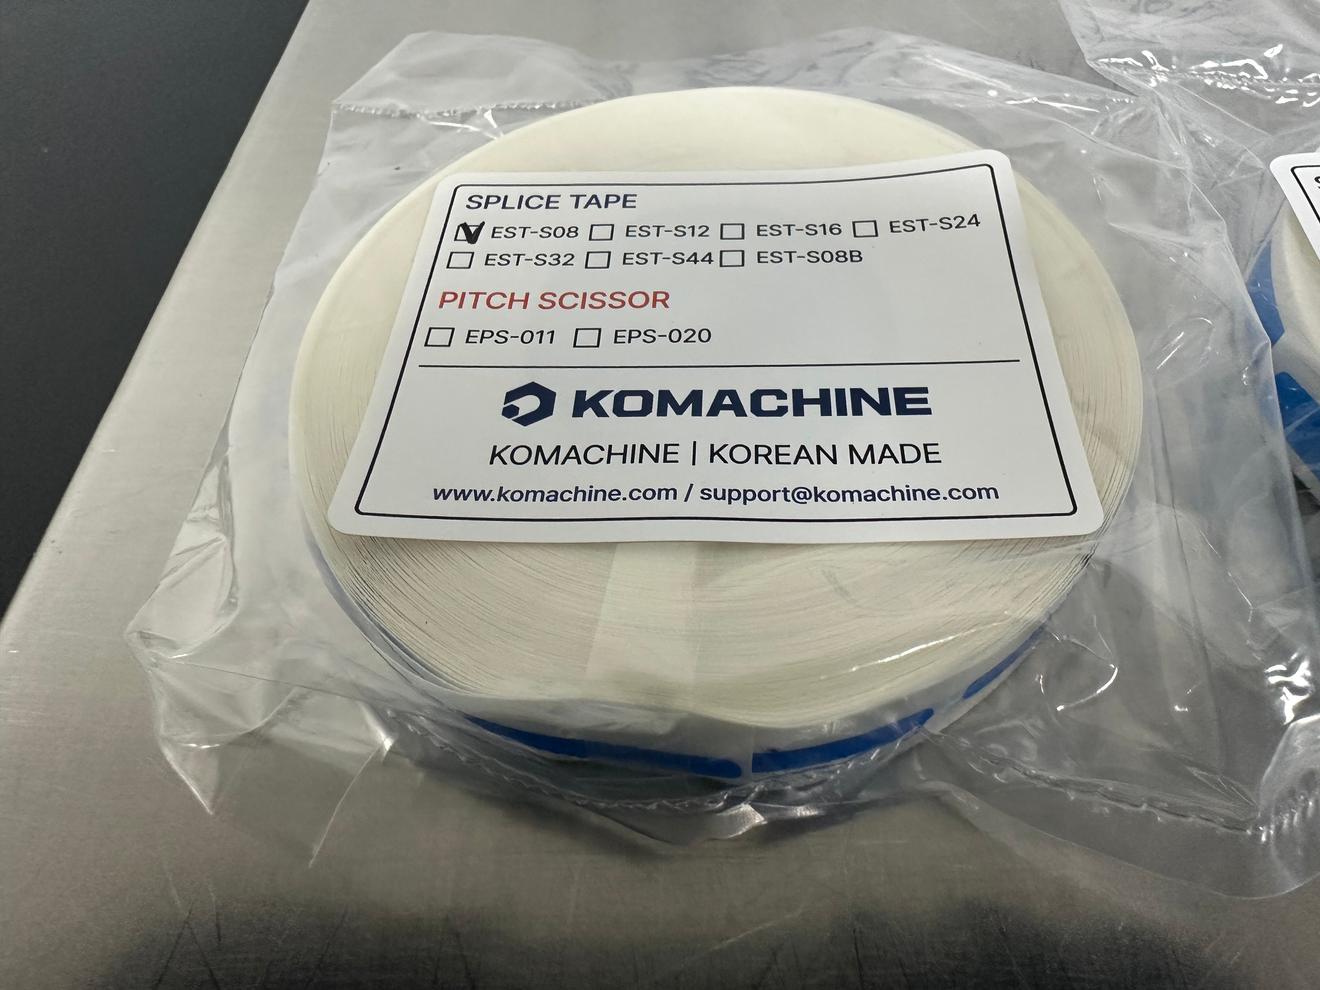 SPLICE TAPE
EST-S08 EST-S12 EST-S16 EST-S24
EST-S32 EST-S44 EST-S08B
PITCH SCISSOR
EPS-011 EPS-020
KOMACHINE
KOMACHINE | KOREAN MADE
www.komachine.com / support@komachine.com